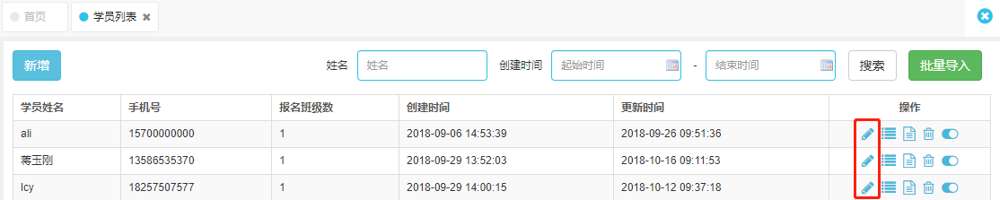 首页 学员列表
新增 姓名 姓名 创建时间 起始时间 - 结束时间 搜索 批量导入
学员姓名 手机号 报名班级数 创建时间 更新时间 操作
ali 15700000000 1 2018-09-06 14:53:39 2018-09-26 09:51:36
蒋玉刚 13586535370 1 2018-09-29 13:52:03 2018-10-16 09:11:53
lcy 18257507577 1 2018-09-29 14:00:15 2018-10-12 09:37:18